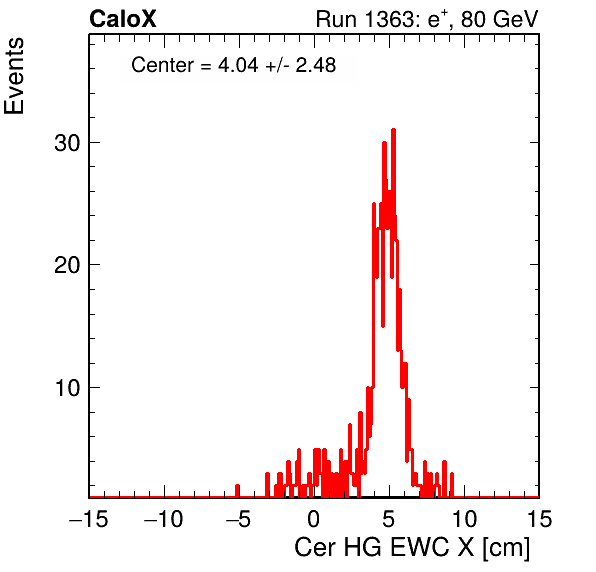 CaloX Run 1363: e⁺, 80 GeV
Events
Center = 4.04 +/- 2.48
30
20
10
−15 −10 −5 0 5 10 15
Cer HG EWC X [cm]